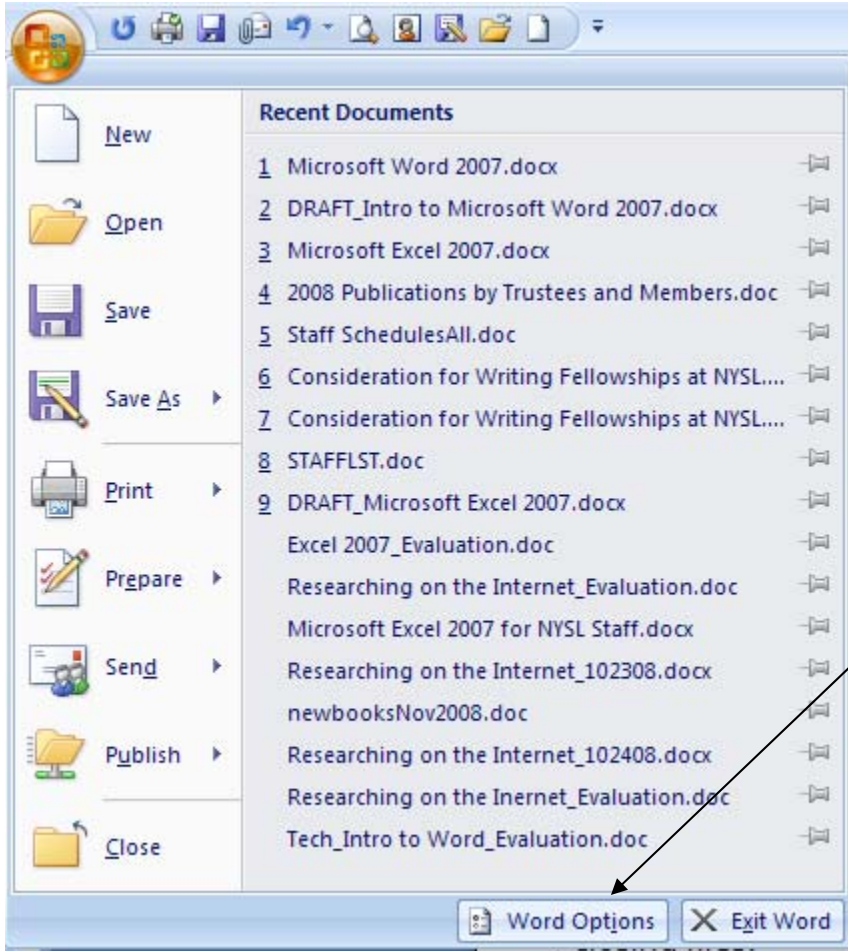 New
Open
Save
Save As
Print
Prepare
Send
Publish
Close
Recent Documents
1 Microsoft Word 2007.docx
2 DRAFT_Intro to Microsoft Word 2007.docx
3 Microsoft Excel 2007.docx
4 2008 Publications by Trustees and Members.doc
5 Staff SchedulesAll.doc
6 Consideration for Writing Fellowships at NYSL....
7 Consideration for Writing Fellowships at NYSL....
8 STAFFLST.doc
9 DRAFT_Microsoft Excel 2007.docx
Excel 2007_Evaluation.doc
Researching on the Internet_Evaluation.doc
Microsoft Excel 2007 for NYSL Staff.docx
Researching on the Internet_102308.docx
newbooksNov2008.doc
Researching on the Internet_102408.docx
Researching on the Inernet_Evaluation.doc
Tech_Intro to Word_Evaluation.doc
Word Options
Exit Word